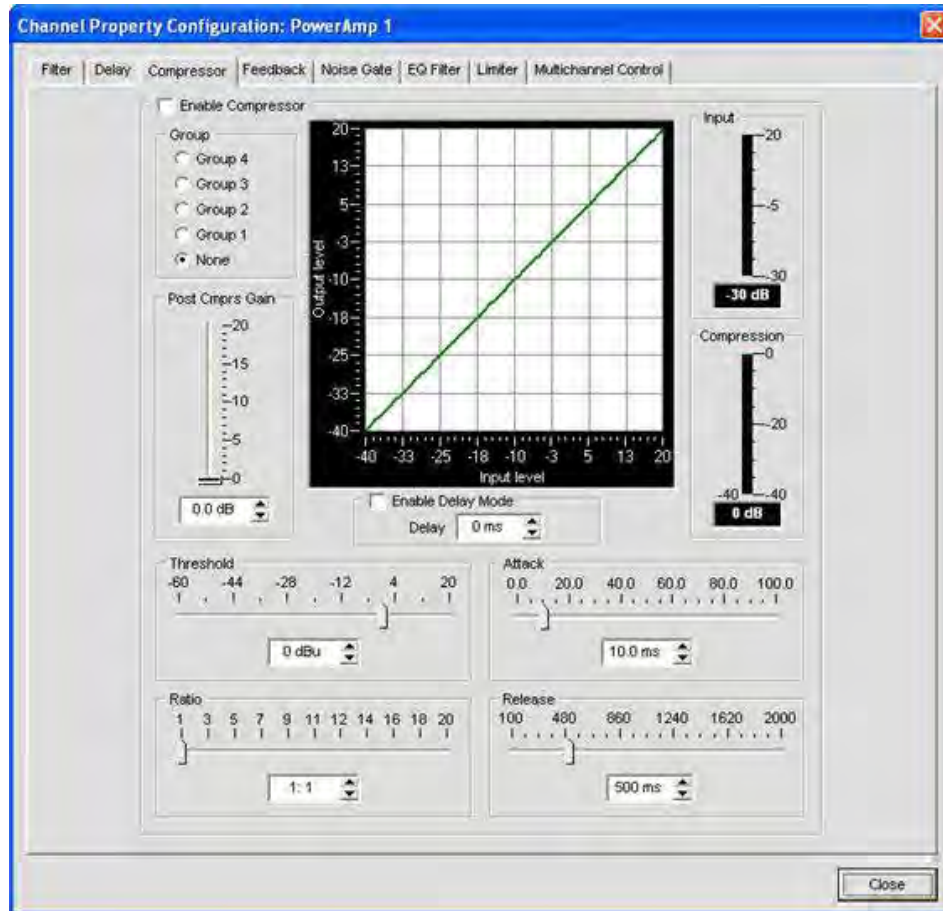 Channel Property Configuration: PowerAmp 1
Filter Delay Compressor Feedback Noise Gate EQ Filter Limiter Multichannel Control
Enable Compressor
Group
Group 4
Group 3
Group 2
Group 1
None
Post Cmprs Gain
20
15
10
5
0
0.0 dB
Output level
20
13
5
-3
-10
-18
-25
-33
-40
-40 -33 -25 -18 -10 -3 5 13 20
Input level
Enable Delay Mode
Delay 0 ms
Input
20
-5
-30
-30 dB
Compression
0
-20
-40 -40
0 dB
Threshold
-60 -44 -28 -12 4 20
0 dBu
Attack
0.0 20.0 40.0 60.0 80.0 100.0
10.0 ms
Ratio
1 3 5 7 9 11 12 14 16 18 20
1: 1
Release
100 480 860 1240 1620 2000
500 ms
Close